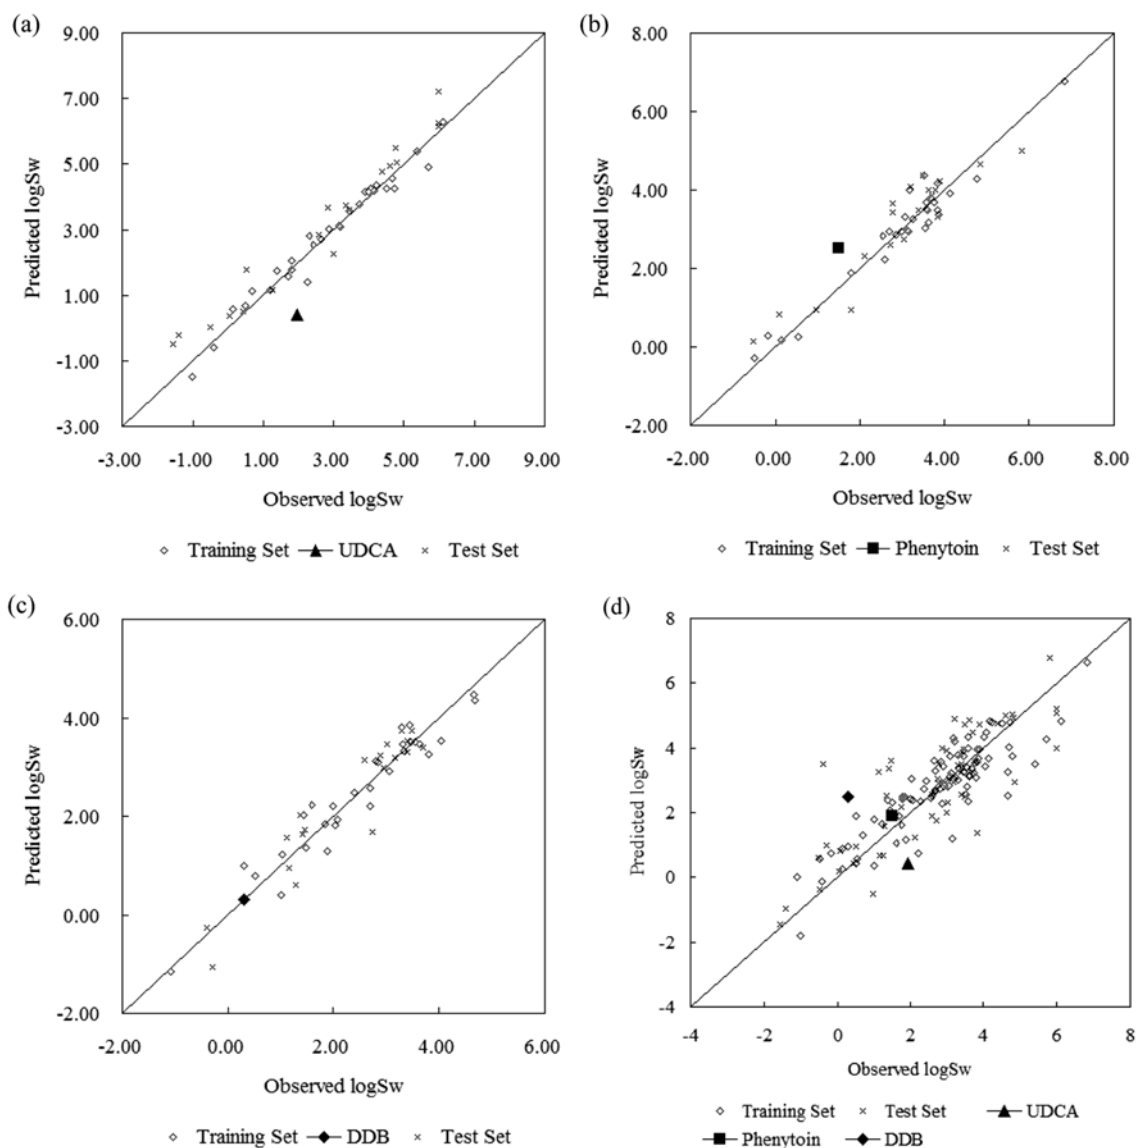 (a)
9.00
7.00
5.00
3.00
1.00
-1.00
-3.00
Predicted logSw
-3.00 -1.00 1.00 3.00 5.00 7.00 9.00
Observed logSw
Training Set UDCA Test Set
(b)
8.00
6.00
4.00
2.00
0.00
-2.00
Predicted logSw
-2.00 0.00 2.00 4.00 6.00 8.00
Observed logSw
Training Set Phenytoin Test Set
(c)
6.00
4.00
2.00
0.00
-2.00
Predicted logSw
-2.00 0.00 2.00 4.00 6.00
Observed logSw
Training Set DDB Test Set
(d)
8
6
4
2
0
-2
-4
Predicted logSw
-4 -2 0 2 4 6 8
Observed logSw
Training Set Test Set UDCA
Phenytoin DDB